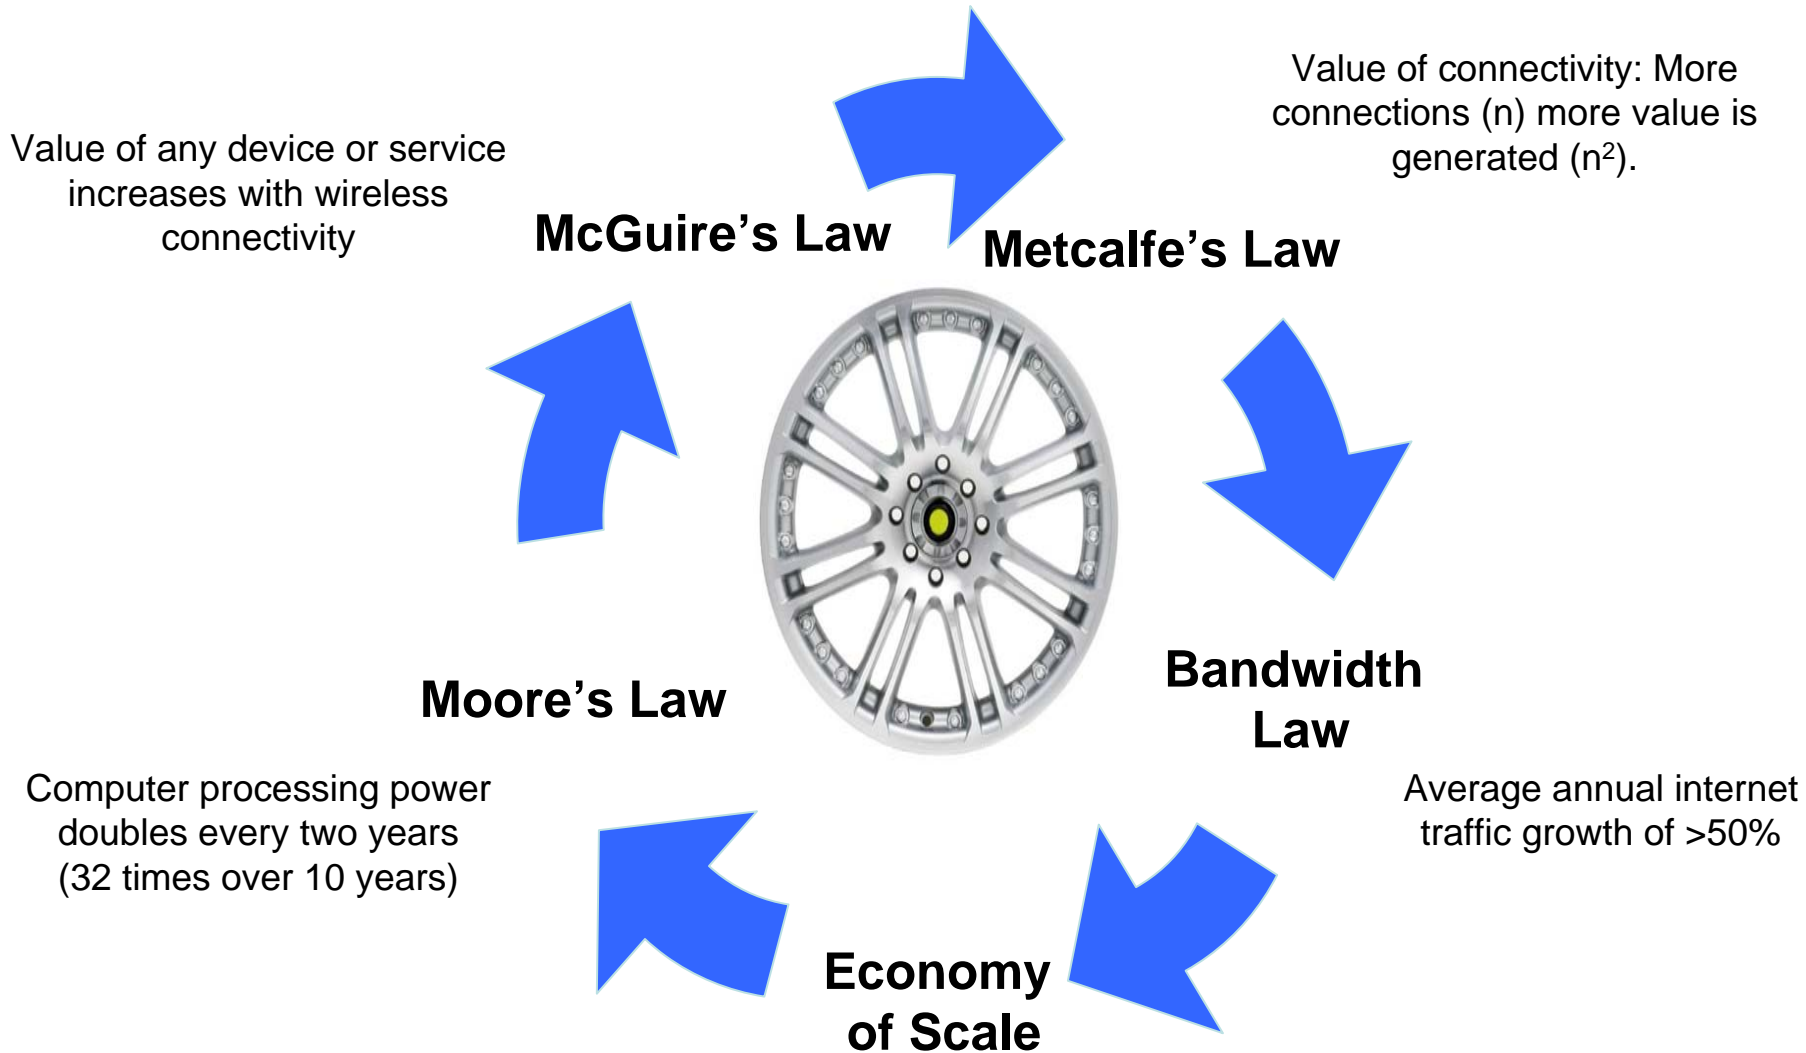 Value of any device or service
increases with wireless
connectivity
McGuire’s Law
Value of connectivity: More
connections (n) more value is
generated (n²).
Metcalfe’s Law
Bandwidth
Law
Average annual internet
traffic growth of >50%
Economy
of Scale
Moore’s Law
Computer processing power
doubles every two years
(32 times over 10 years)